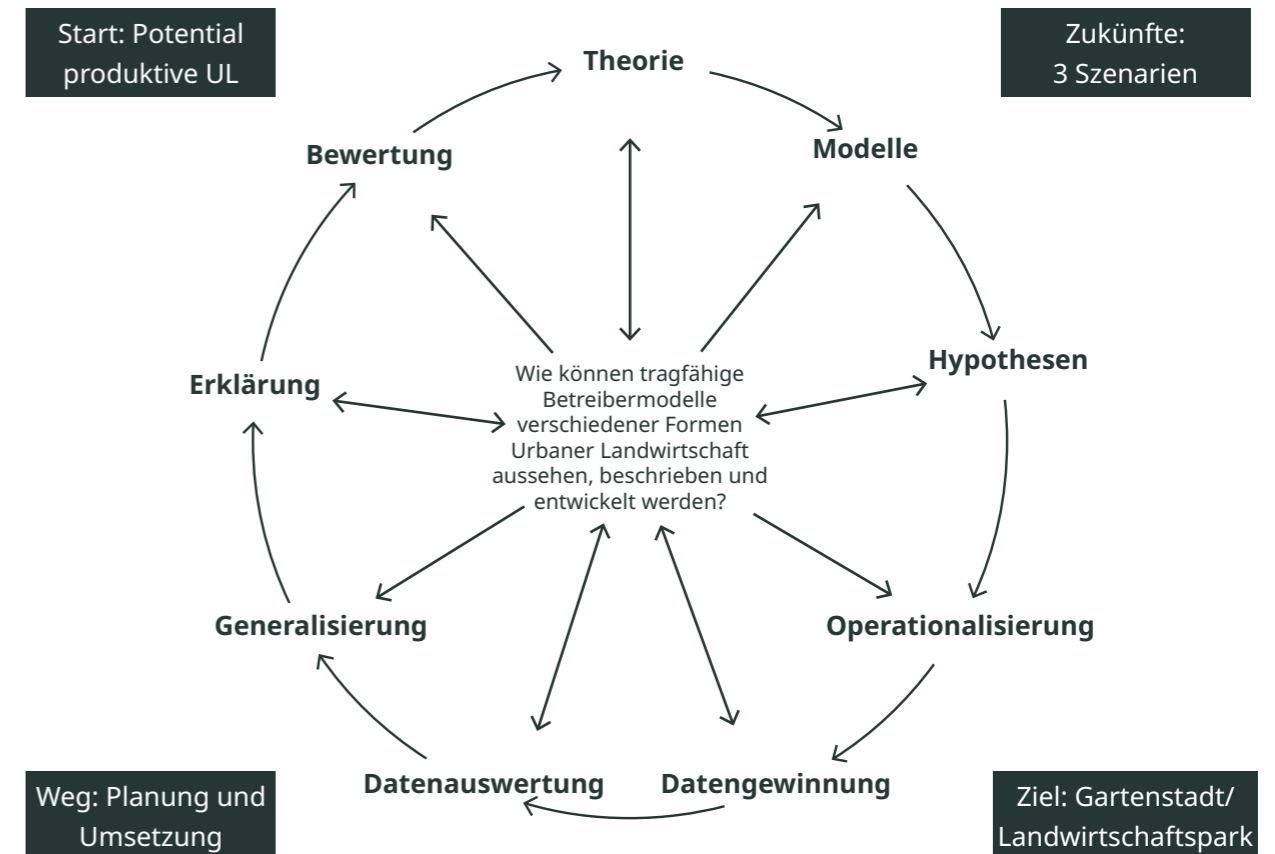 Start: Potential
produktive UL
Zukünfte:
3 Szenarien
Theorie
Bewertung
Modelle
Erklärung
Hypothesen
Wie können tragfähige
Betreibermodelle
verschiedener Formen
Urbaner Landwirtschaft
aussehen, beschrieben und
entwickelt werden?
Generalisierung
Operationalisierung
Datenauswertung
Datengewinnung
Weg: Planung und
Umsetzung
Ziel: Gartenstadt/
Landwirtschaftspark